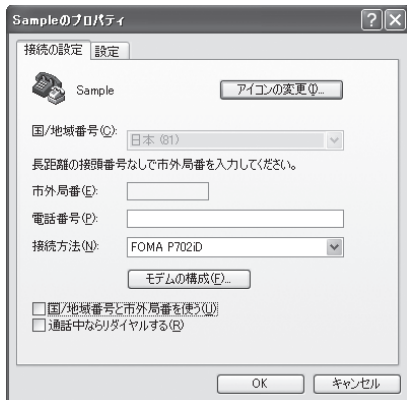 Sampleのプロパティ
接続の設定 設定
Sample アイコンの変更(I)...
国/地域番号(C): 日本 (81)
長距離の接頭番号なしで市外局番を入力してください。
市外局番(E):
電話番号(P):
接続方法(N): FOMA P702iD
モデムの構成(F)...
国/地域番号と市外局番を使う(U)
通話中ならリダイヤルする(R)
OK キャンセル